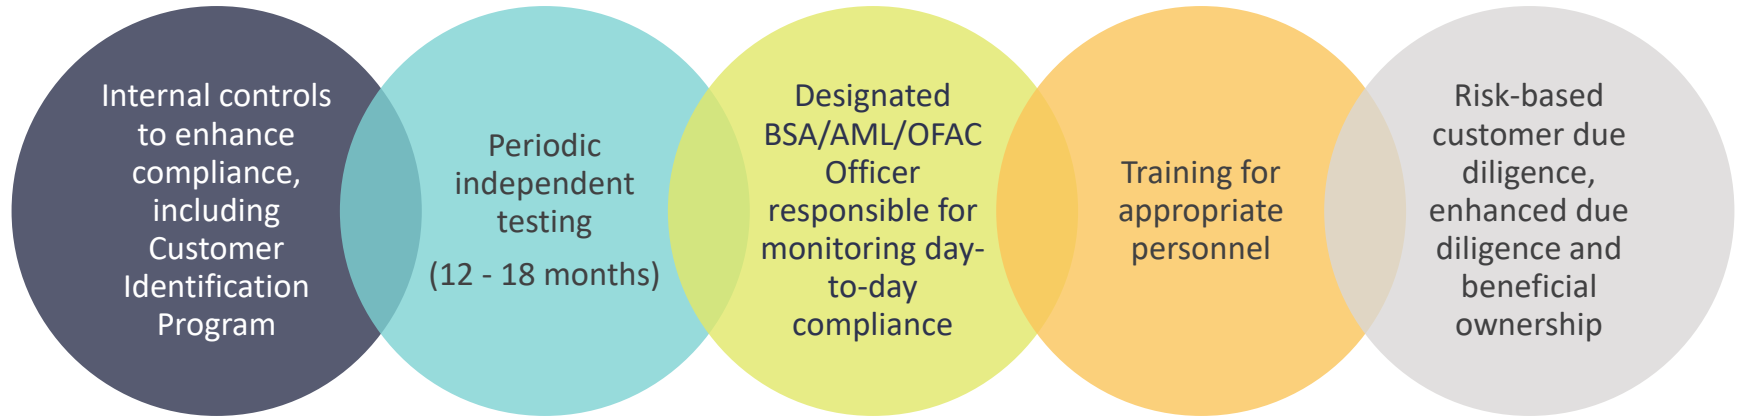 Internal controls
to enhance
compliance,
including
Customer
Identification
Program
Periodic
independent
testing
(12 - 18 months)
Designated
BSA/AML/OFAC
Officer
responsible for
monitoring day-
to-day
compliance
Training for
appropriate
personnel
Risk-based
customer due
diligence,
enhanced due
diligence and
beneficial
ownership